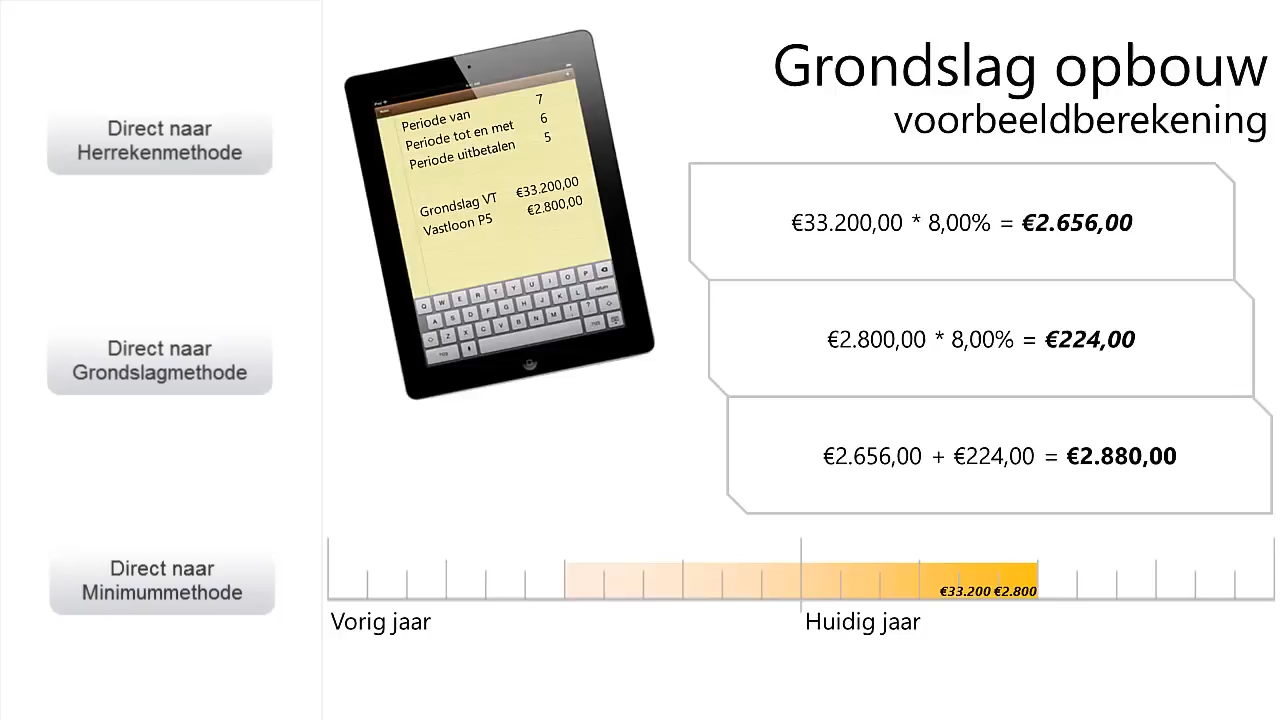 Direct naar
Herrekenmethode
Direct naar
Grondslagmethode
Direct naar
Minimummethode
Periode van 7
Periode tot en met 6
Periode uitbetalen 5
Grondslag VT €33.200,00
Vastloon P5 €2.800,00
Q W E R T Y U I O P
A S D F G H J K L return
Z X C V B N M ! ?
.?123 .?123
Grondslag opbouw
voorbeeldberekening
€33.200,00 * 8,00% = €2.656,00
€2.800,00 * 8,00% = €224,00
€2.656,00 + €224,00 = €2.880,00
€33.200 €2.800
Vorig jaar
Huidig jaar